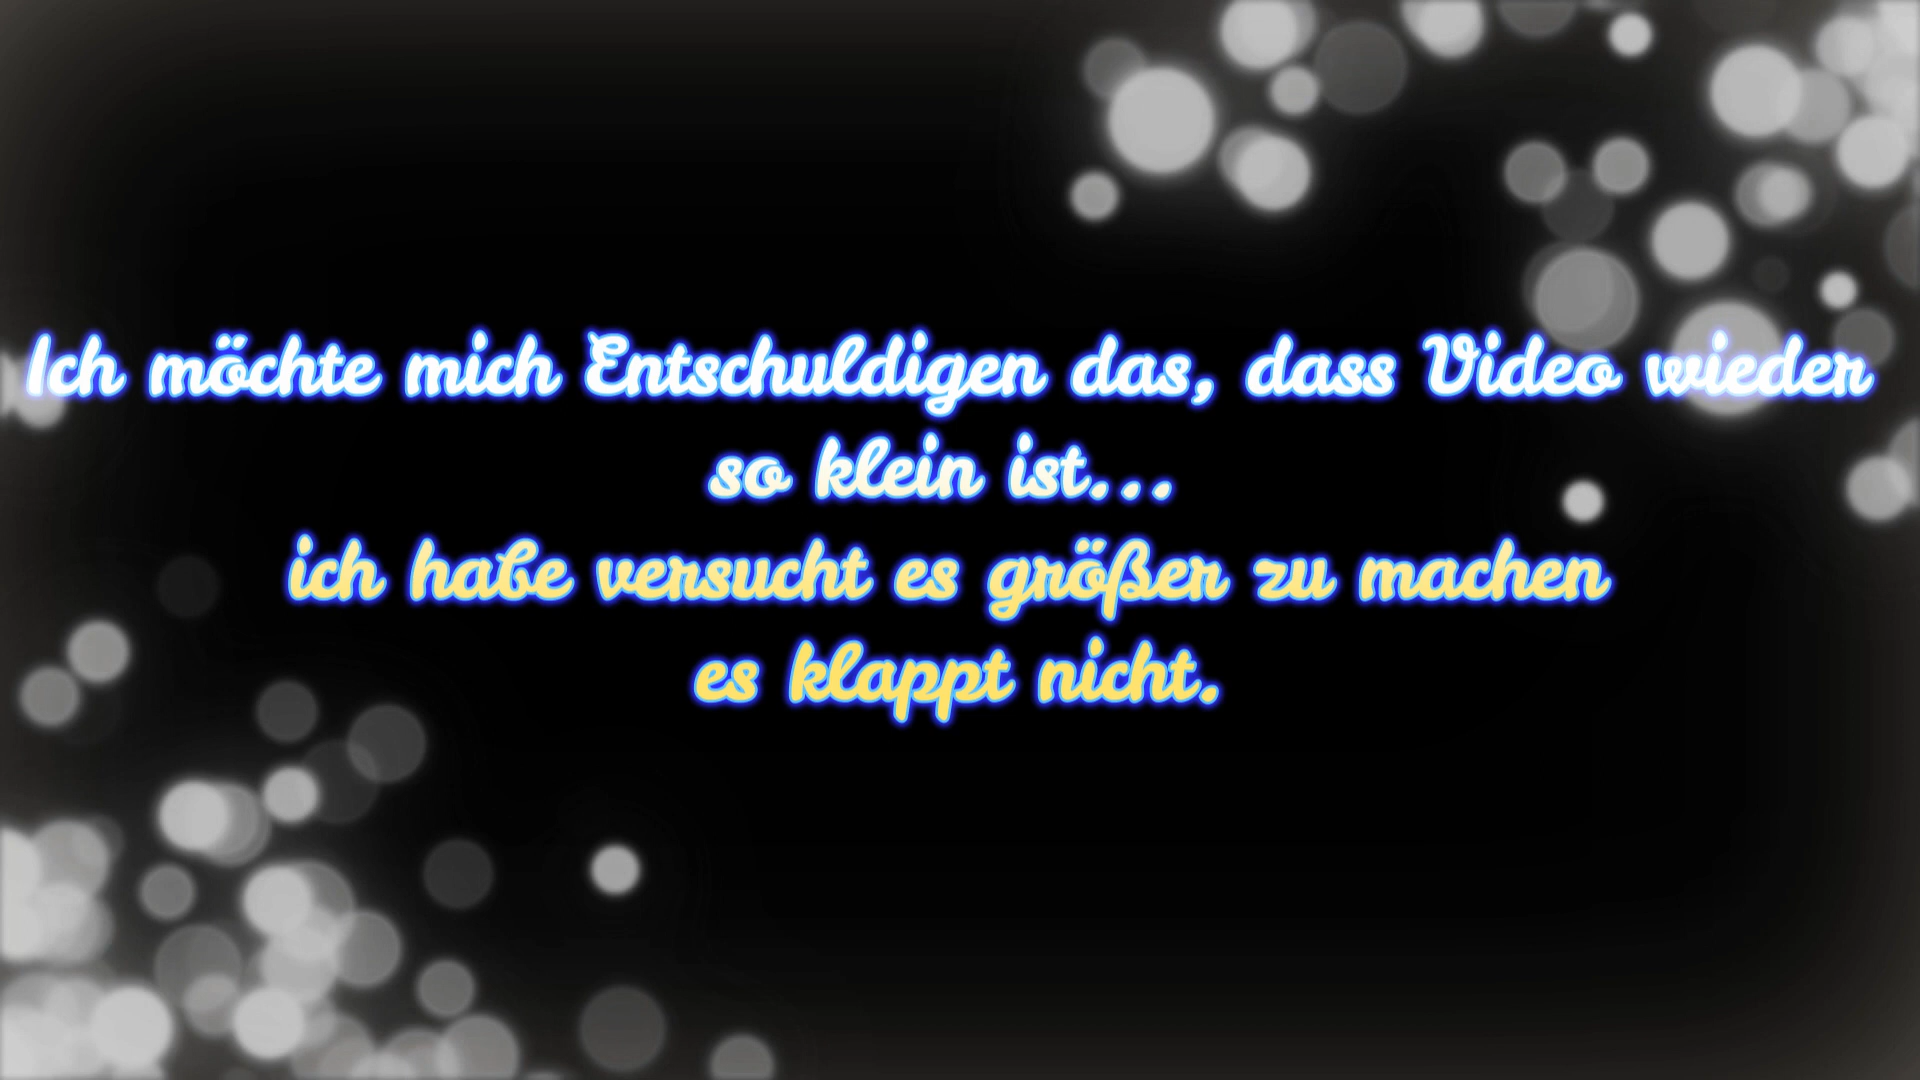 Ich möchte mich Entschuldigen das, dass Video wieder
so klein ist...
ich habe versucht es größer zu machen
es klappt nicht.